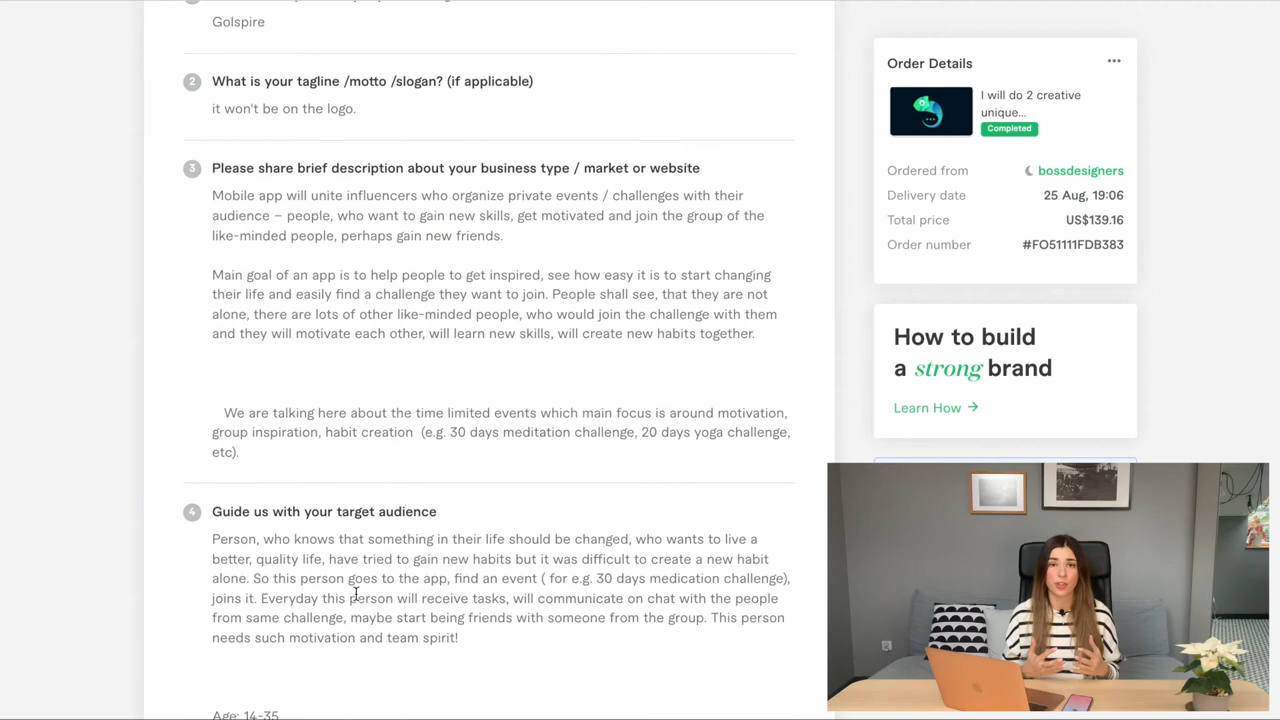 Golspire
2 What is your tagline /motto /slogan? (if applicable)
it won't be on the logo.
3 Please share brief description about your business type / market or website
Mobile app will unite influencers who organize private events / challenges with their
audience – people, who want to gain new skills, get motivated and join the group of the
like-minded people, perhaps gain new friends.
Main goal of an app is to help people to get inspired, see how easy it is to start changing
their life and easily find a challenge they want to join. People shall see, that they are not
alone, there are lots of other like-minded people, who would join the challenge with them
and they will motivate each other, will learn new skills, will create new habits together.
We are talking here about the time limited events which main focus is around motivation,
group inspiration, habit creation (e.g. 30 days meditation challenge, 20 days yoga challenge,
etc).
4 Guide us with your target audience
Person, who knows that something in their life should be changed, who wants to live a
better, quality life, have tried to gain new habits but it was difficult to create a new habit
alone. So this person goes to the app, find an event ( for e.g. 30 days medication challenge),
joins it. Everyday this person will receive tasks, will communicate on chat with the people
from same challenge, maybe start being friends with someone from the group. This person
needs such motivation and team spirit!
Age: 14-35
Order Details
I will do 2 creative
unique...
Completed
Ordered from bossdesigners
Delivery date 25 Aug, 19:06
Total price US$139.16
Order number #FO51111FDB383
How to build
a strong brand
Learn How →